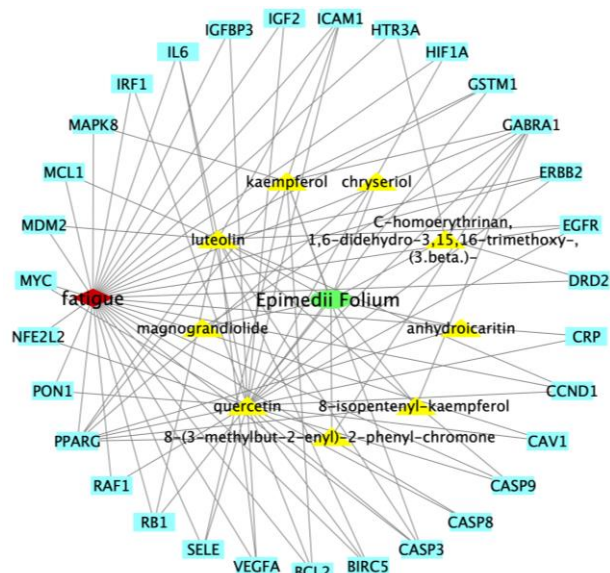 IGF2
ICAM1
IGFBP3
HTR3A
IL6
HIF1A
IRF1
GSTM1
MAPK8
GABRA1
kaempferol
chryseriol
MCL1
ERBB2
C-homoerythrinan,
MDM2
EGFR
luteolin
1,6-didehydro-3,15,16-trimethoxy-,
(3.beta.)-
MYC
DRD2
fatigue
Epimedii Folium
NFE2L2
magnograndiolide
anhydroicaritin
CRP
PON1
CCND1
quercetin
8-isopentenyl-kaempferol
PPARG
8-(3-methylbut-2-enyl)-2-phenyl-chromone
CAV1
RAF1
CASP9
RB1
CASP8
SELE
CASP3
VEGFA
BIRC5
BCL2